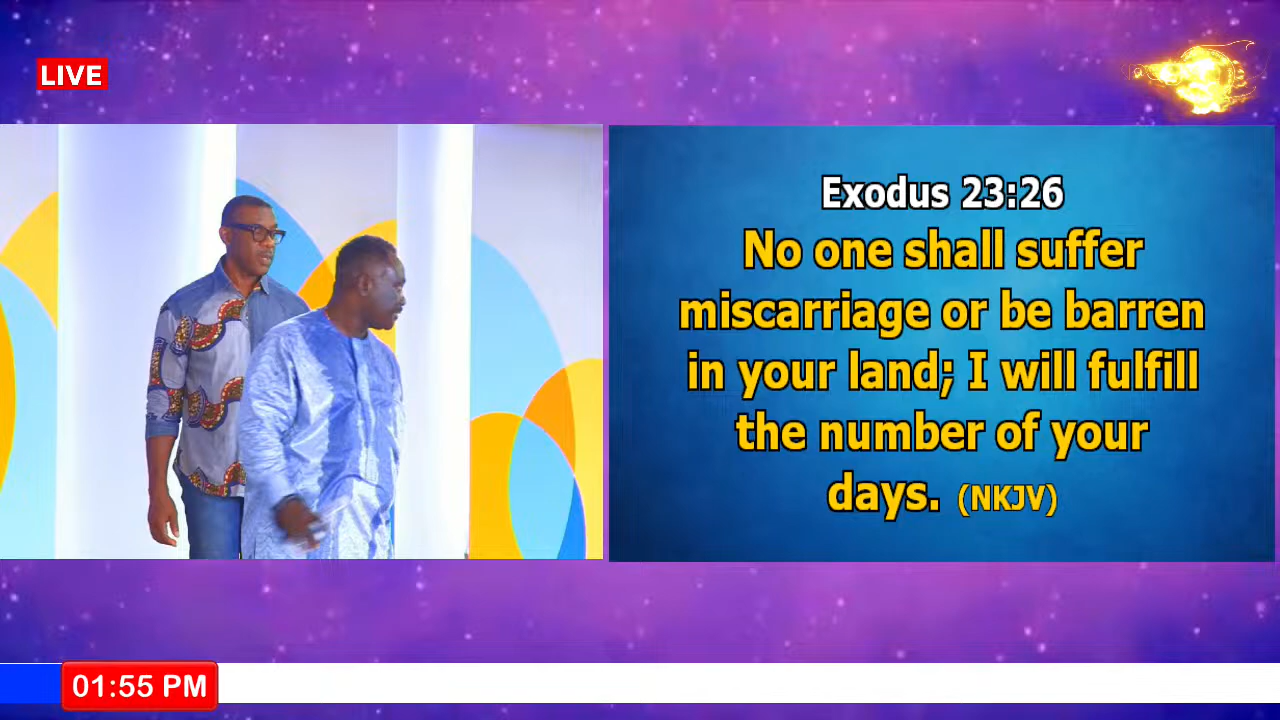 LIVE
Exodus 23:26
No one shall suffer
miscarriage or be barren
in your land; I will fulfill
the number of your
days. (NKJV)
01:55 PM